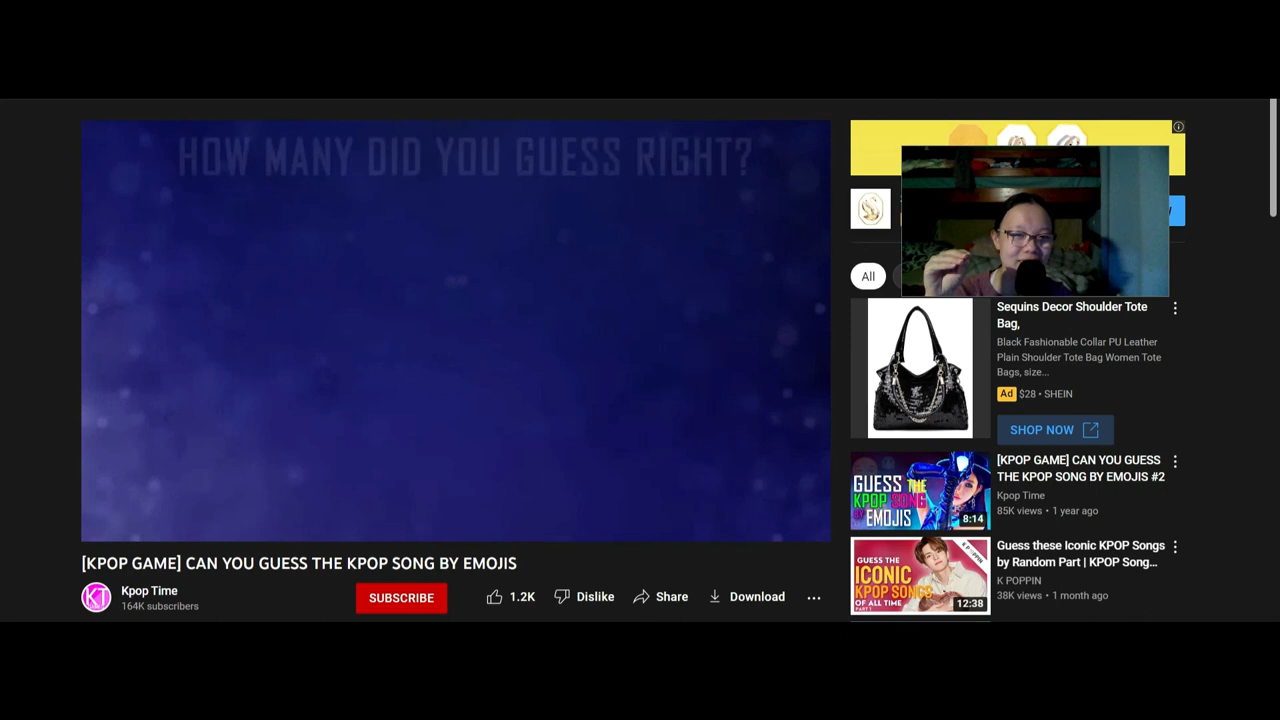 HOW MANY DID YOU GUESS RIGHT?
[KPOP GAME] CAN YOU GUESS THE KPOP SONG BY EMOJIS
KT
Kpop Time
164K subscribers
SUBSCRIBE
1.2K
Dislike
Share
Download
All
Sequins Decor Shoulder Tote
Bag,
Black Fashionable Collar PU Leather
Plain Shoulder Tote Bag Women Tote
Bags, size...
Ad $28 • SHEIN
SHOP NOW
GUESS THE
KPOP SONG
BY EMOJIS
8:14
[KPOP GAME] CAN YOU GUESS
THE KPOP SONG BY EMOJIS #2
Kpop Time
85K views • 1 year ago
GUESS THE
ICONIC
KPOP SONGS
OF ALL TIME
PART 1
K POPPIN
12:38
Guess these Iconic KPOP Songs
by Random Part | KPOP Song...
K POPPIN
38K views • 1 month ago